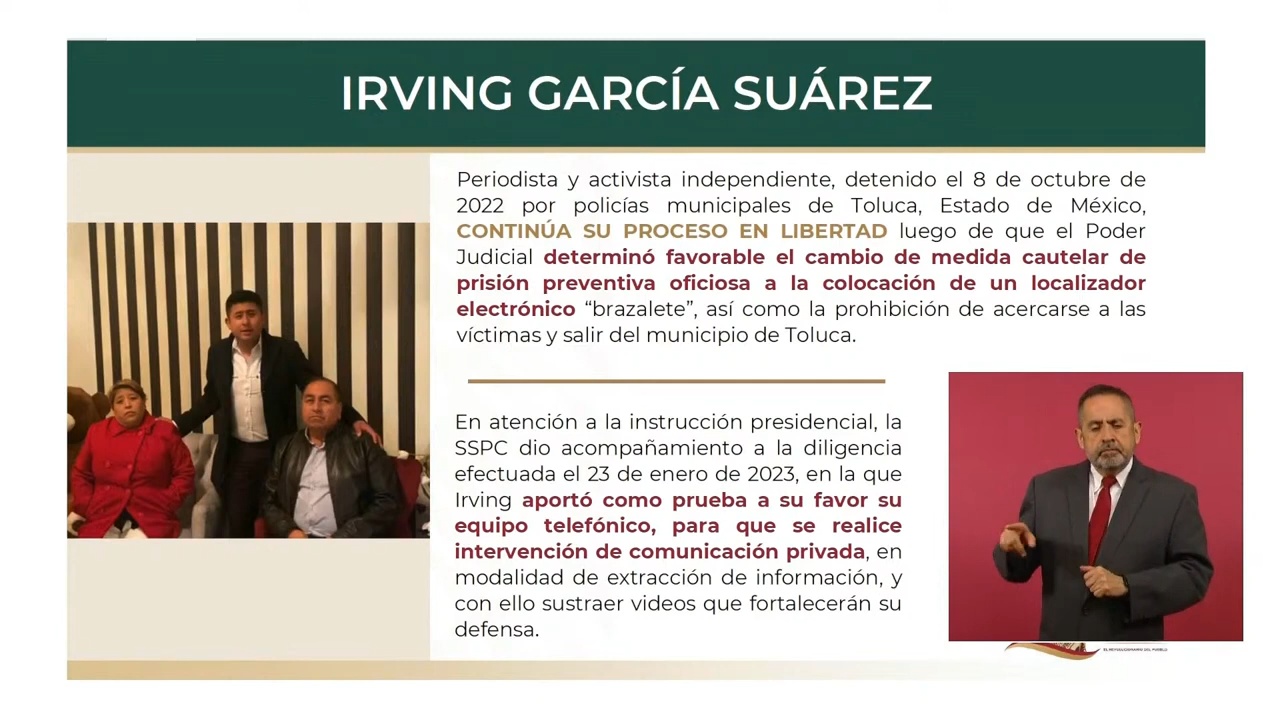 IRVING GARCÍA SUÁREZ
Periodista y activista independiente, detenido el 8 de octubre de
2022 por policías municipales de Toluca, Estado de México,
CONTINÚA SU PROCESO EN LIBERTAD luego de que el Poder
Judicial determinó favorable el cambio de medida cautelar de
prisión preventiva oficiosa a la colocación de un localizador
electrónico “brazalete”, así como la prohibición de acercarse a las
víctimas y salir del municipio de Toluca.
En atención a la instrucción presidencial, la
SSPC dio acompañamiento a la diligencia
efectuada el 23 de enero de 2023, en la que
Irving aportó como prueba a su favor su
equipo telefónico, para que se realice
intervención de comunicación privada, en
modalidad de extracción de información, y
con ello sustraer videos que fortalecerán su
defensa.
EL REVOLUCIONARIO DEL PUEBLO